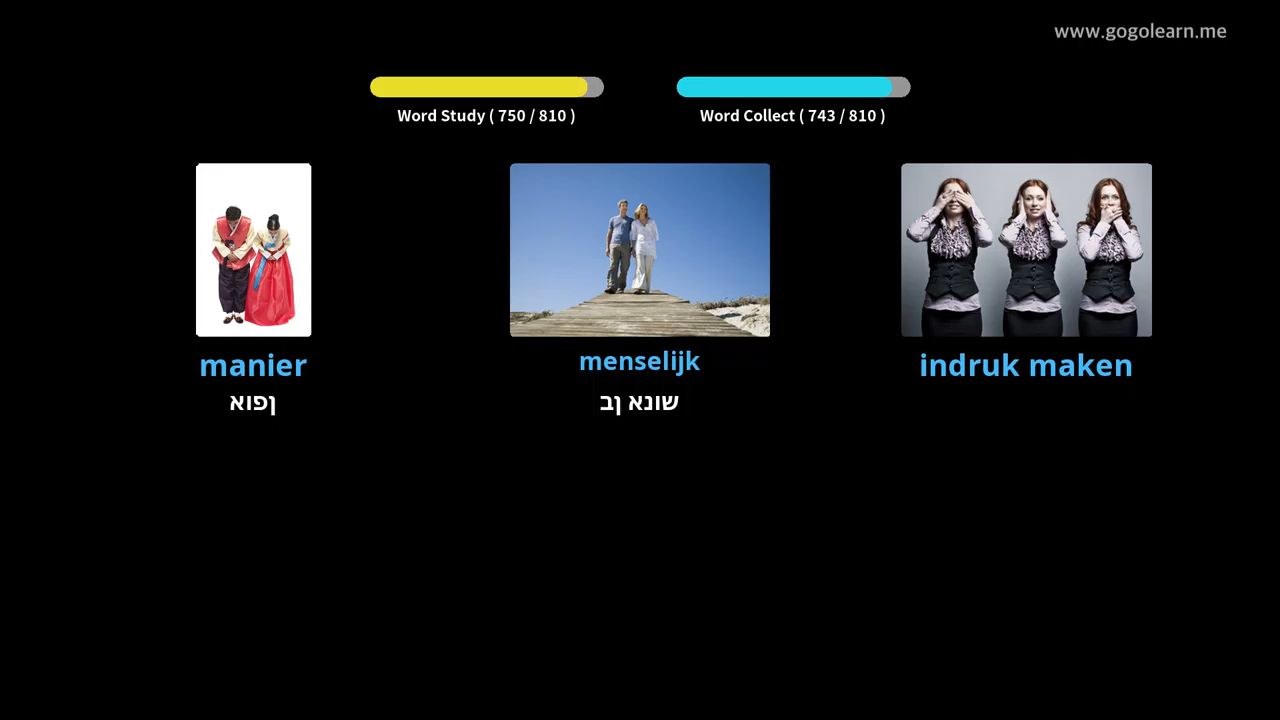 www.gogolearn.me
Word Study ( 750 / 810 )
Word Collect ( 743 / 810 )
manier
אופן
menselijk
בן אנוש
indruk maken